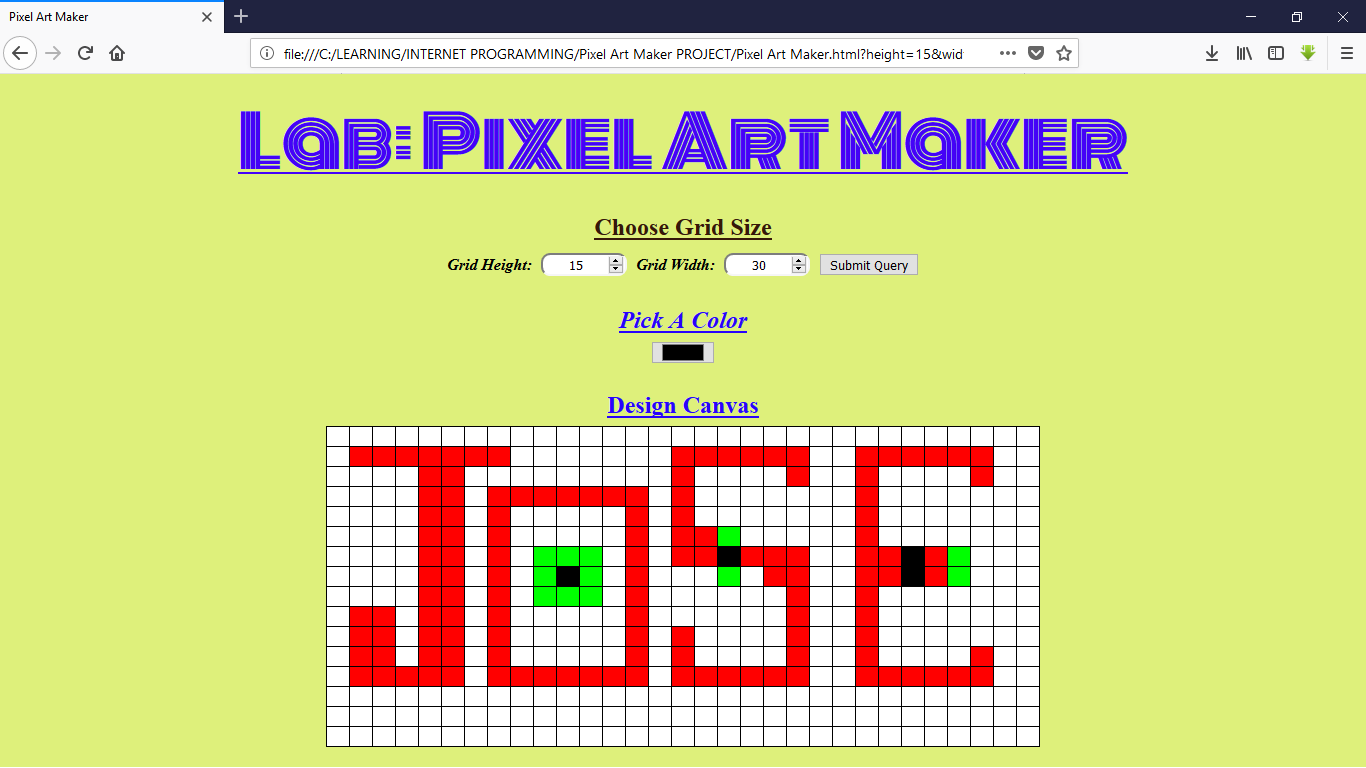 Pixel Art Maker
file:///C:/LEARNING/INTERNET PROGRAMMING/Pixel Art Maker PROJECT/Pixel Art Maker.html?height=15&wid
Lab: Pixel Art Maker
Choose Grid Size
Grid Height: 15 Grid Width: 30 Submit Query
Pick A Color
Design Canvas
JOSE